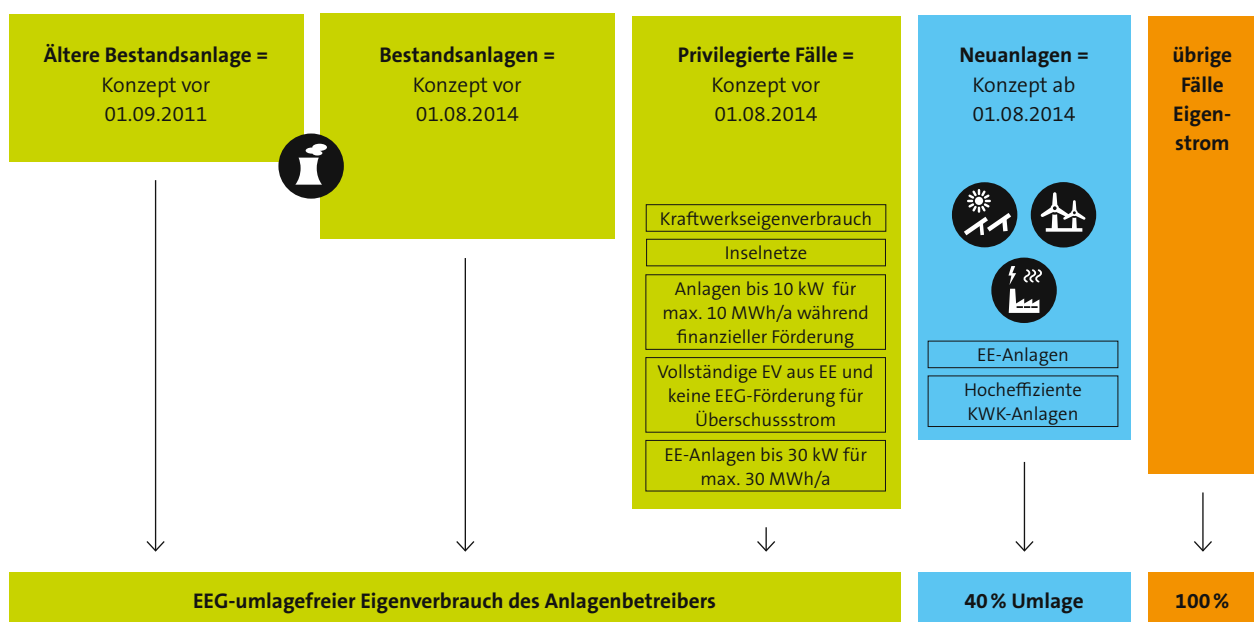 Ältere Bestandsanlage =
Konzept vor
01.09.2011
Bestandsanlagen =
Konzept vor
01.08.2014
Privilegierte Fälle =
Konzept vor
01.08.2014
Kraftwerkseigenverbrauch
Inselnetze
Anlagen bis 10 kW für
max. 10 MWh/a während
finanzieller Förderung
Vollständige EV aus EE und
keine EEG-Förderung für
Überschussstrom
EE-Anlagen bis 30 kW für
max. 30 MWh/a
Neuanlagen =
Konzept ab
01.08.2014
EE-Anlagen
Hocheffiziente
KWK-Anlagen
übrige
Fälle
Eigen-
strom
EEG-umlagefreier Eigenverbrauch des Anlagenbetreibers
40 % Umlage
100 %